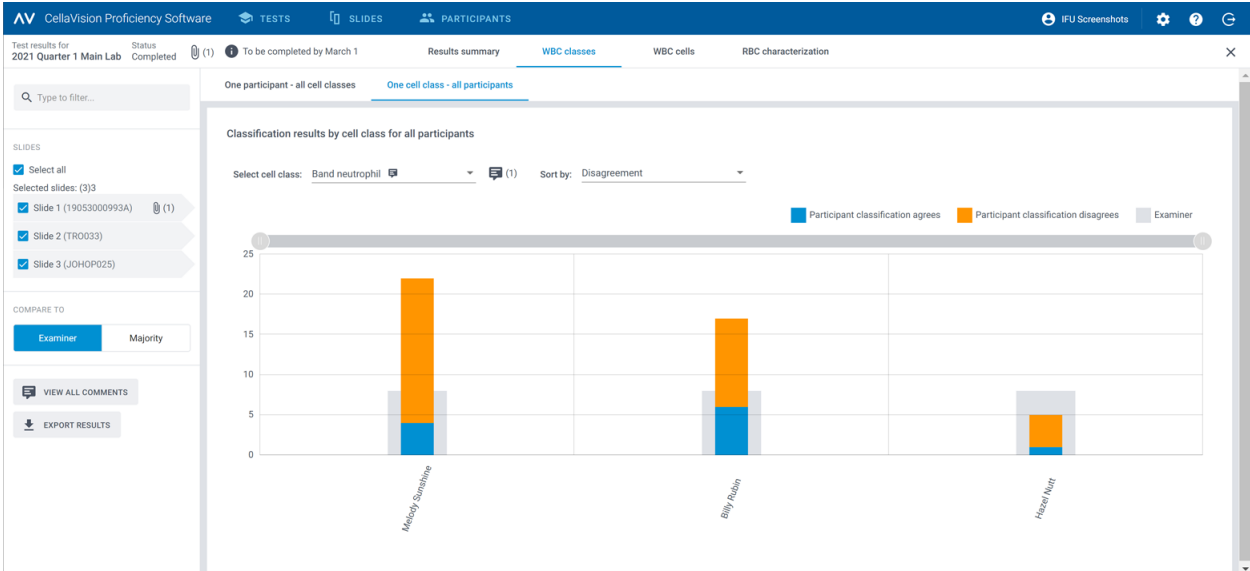 CellaVision Proficiency Software TESTS SLIDES PARTICIPANTS IFU Screenshots
Test results for
2021 Quarter 1 Main Lab
Status
Completed
(1)
To be completed by March 1
Results summary WBC classes WBC cells RBC characterization
Type to filter...
SLIDES
Select all
Selected slides: (3)3
Slide 1 (19053000993A) (1)
Slide 2 (TRO033)
Slide 3 (JOHOP025)
COMPARE TO
Examiner Majority
VIEW ALL COMMENTS
EXPORT RESULTS
One participant - all cell classes One cell class - all participants
Classification results by cell class for all participants
Select cell class: Band neutrophil (1) Sort by: Disagreement
Participant classification agrees Participant classification disagrees Examiner
25
20
15
10
5
0
Melody Sunshine
Billy Rubin
Hazel Nutt